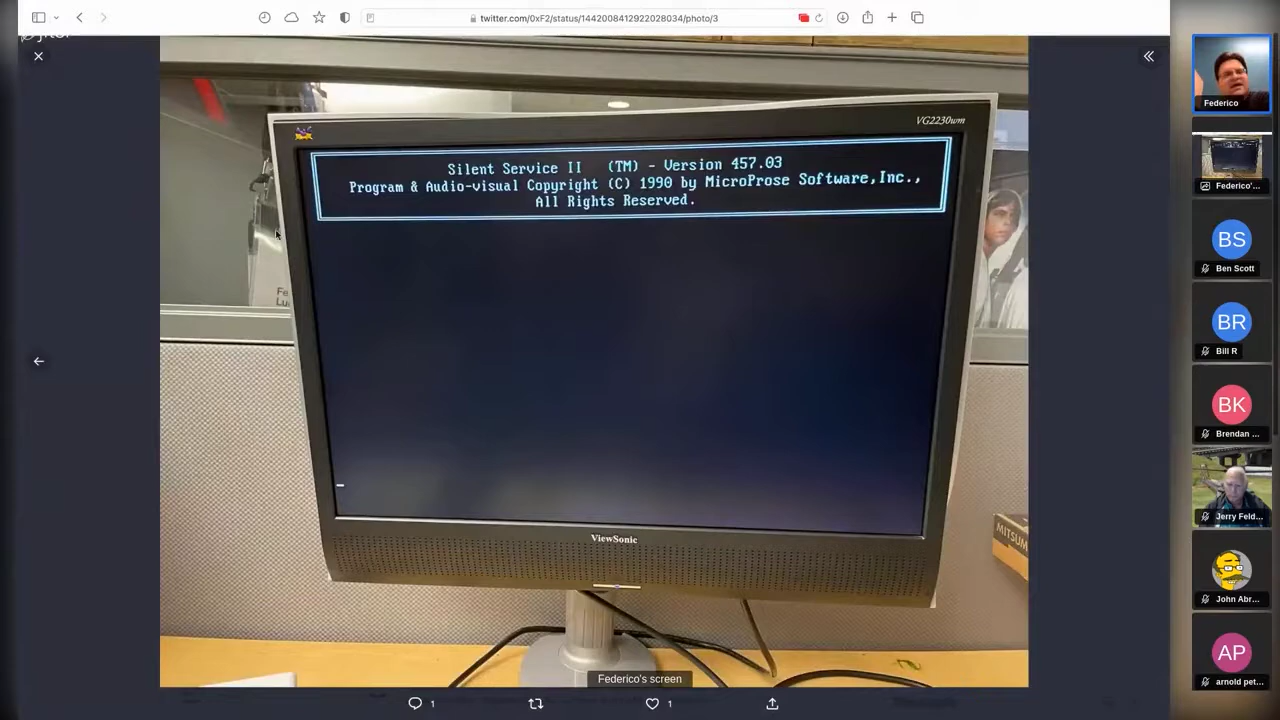 twitter.com/0xF2/status/1442008412922028034/photo/3
VG2230wm
Silent Service II (TM) - Version 457.03
Program & Audio-visual Copyright (C) 1990 by MicroProse Software,Inc.,
All Rights Reserved.
ViewSonic
MITSUM
Federico's screen
1
1
Federico
Federico'...
BS
Ben Scott
BR
Bill R
BK
Brendan ...
Jerry Feld...
John Abr...
AP
arnold pet...